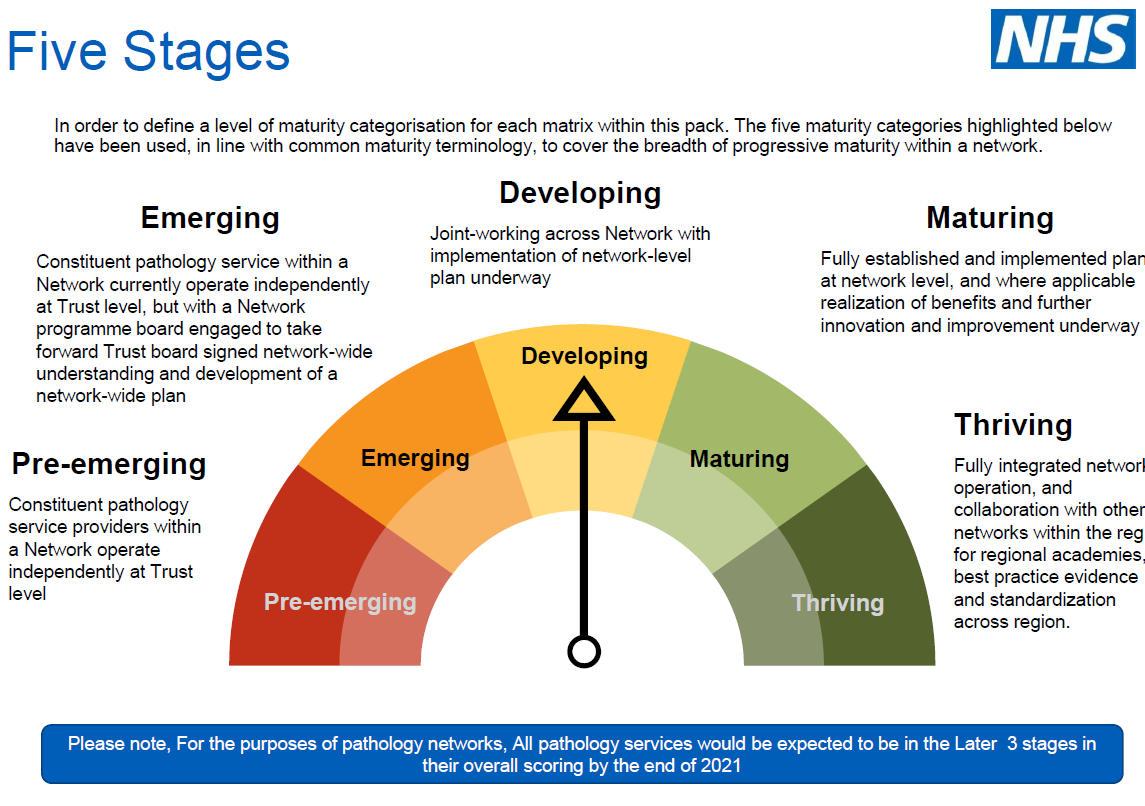 Five Stages
NHS
In order to define a level of maturity categorisation for each matrix within this pack. The five maturity categories highlighted below
have been used, in line with common maturity terminology, to cover the breadth of progressive maturity within a network.
Developing
Joint-working across Network with
implementation of network-level
plan underway
Emerging
Constituent pathology service within a
Network currently operate independently
at Trust level, but with a Network
programme board engaged to take
forward Trust board signed network-wide
understanding and development of a
network-wide plan
Maturing
Fully established and implemented plan
at network level, and where applicable
realization of benefits and further
innovation and improvement underway
Pre-emerging
Constituent pathology
service providers within
a Network operate
independently at Trust
level
Thriving
Fully integrated network
operation, and
collaboration with other
networks within the reg
for regional academies,
best practice evidence
and standardization
across region.
Developing
Emerging
Maturing
Pre-emerging
Thriving
Please note, For the purposes of pathology networks, All pathology services would be expected to be in the Later 3 stages in
their overall scoring by the end of 2021